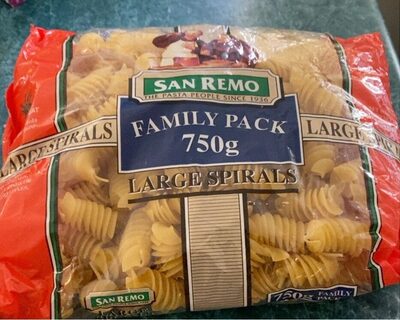 SAN REMO
THE PASTA PEOPLE SINCE 1936
FAMILY PACK
750g
LARGE SPIRALS
LARGE SPIRALS
LARGE SPIRALS
SAN REMO
750g FAMILY
PACK